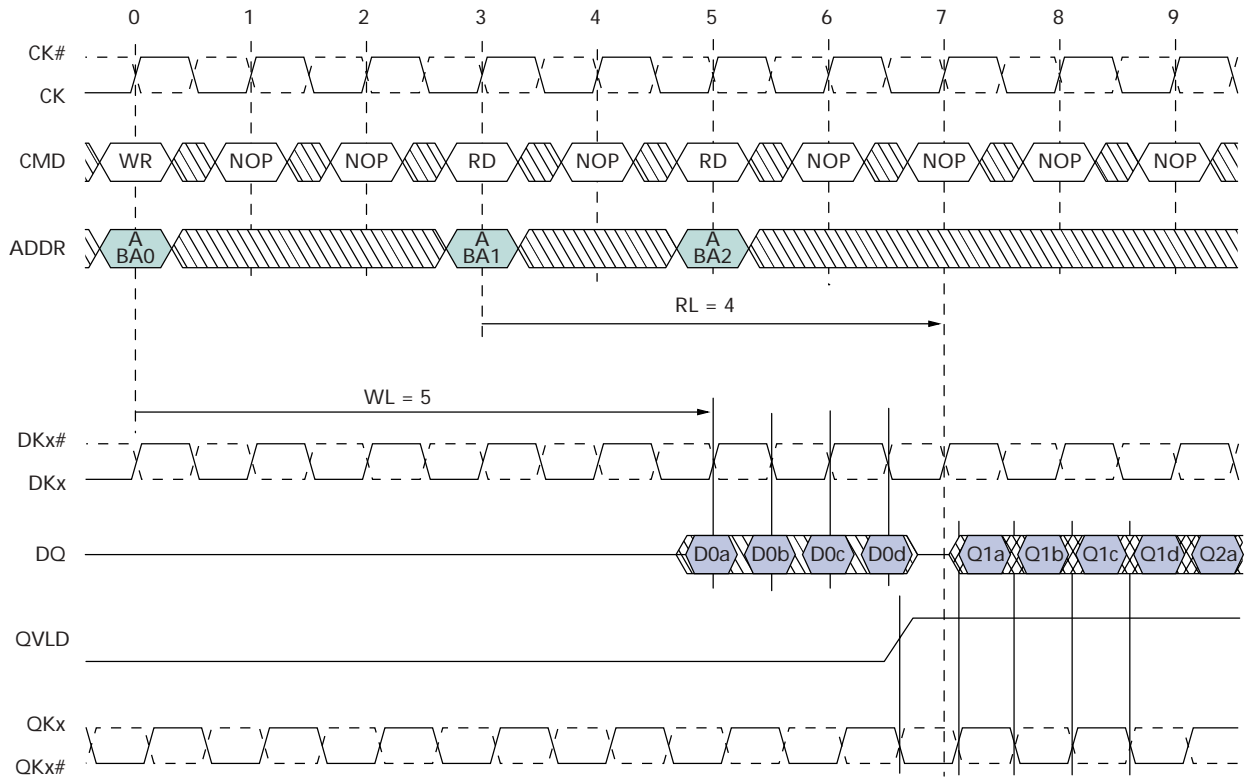 0 1 2 3 4 5 6 7 8 9
CK#
CK
CMD WR NOP NOP RD NOP RD NOP NOP NOP NOP
ADDR A BA0 A BA1 A BA2
RL = 4
WL = 5
DKx#
DKx
DQ D0a D0b D0c D0d Q1a Q1b Q1c Q1d Q2a
QVLD
QKx
QKx#